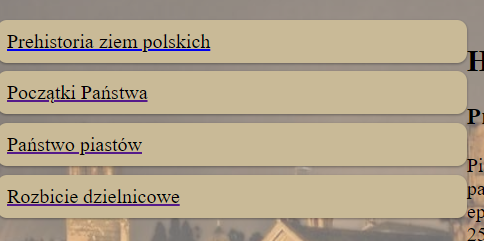 Prehistoria ziem polskich
Początki Państwa
Państwo piastów
Rozbicie dzielnicowe